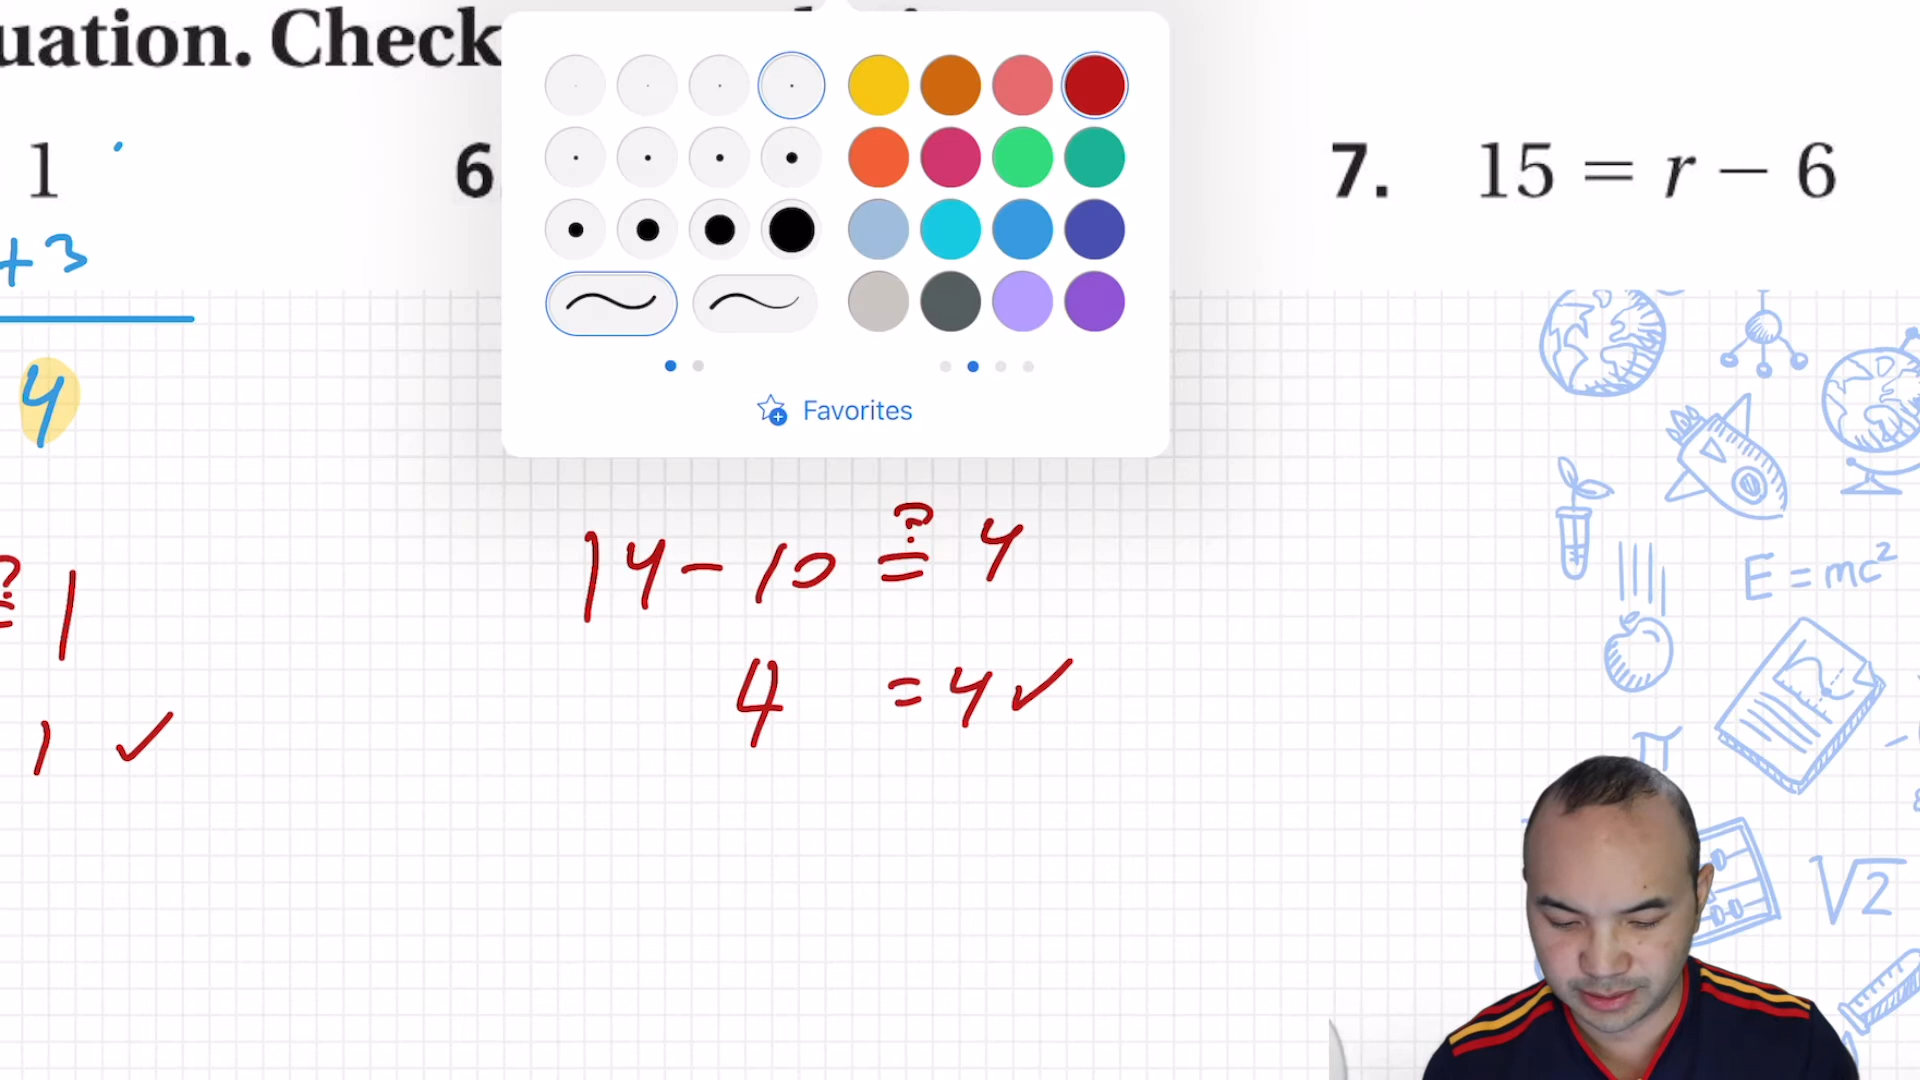 uation. Check
1
+3
4
? 1
=
1 ✓
6
14 - 10 ≟ 4
4 = 4 ✓
7. 15 = r − 6
Favorites
E = mc²
π
√2